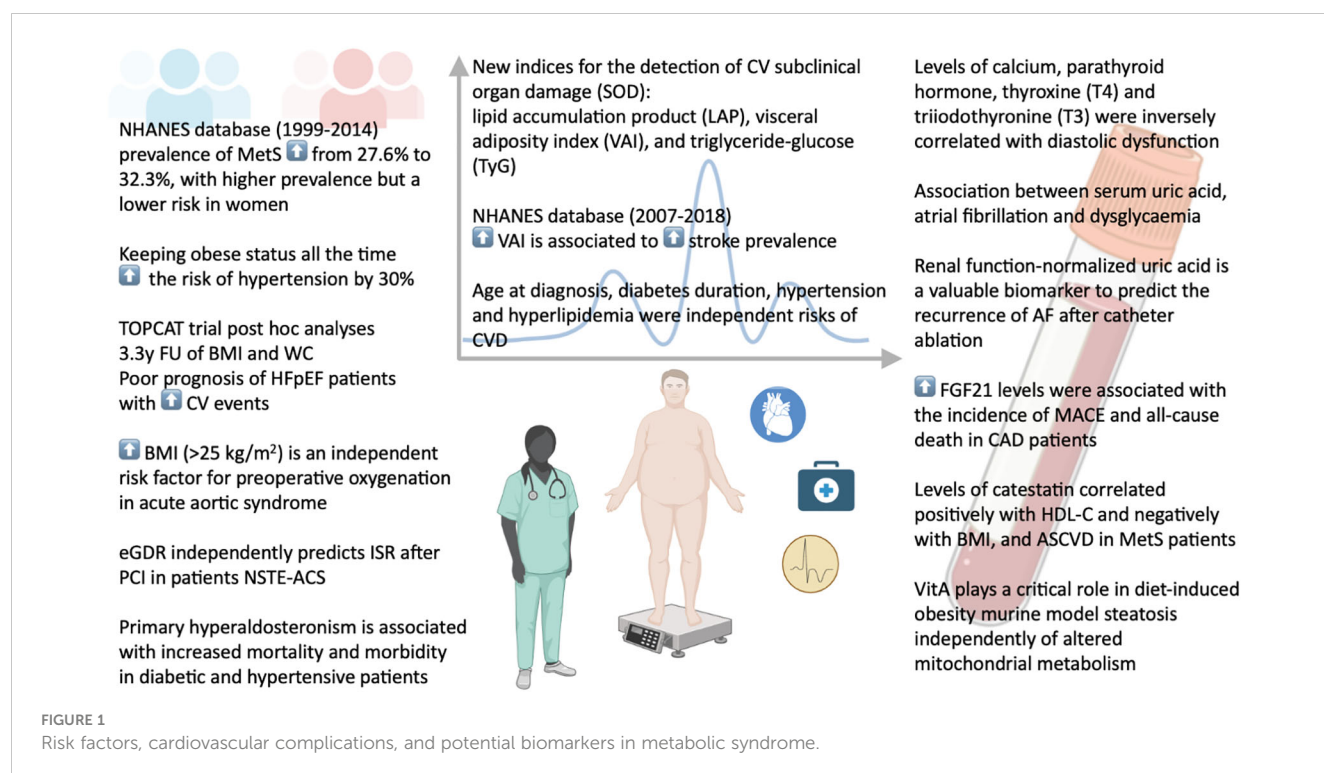 NHANES database (1999-2014)
prevalence of MetS ⬆ from 27.6% to
32.3%, with higher prevalence but a
lower risk in women
Keeping obese status all the time
⬆ the risk of hypertension by 30%
TOPCAT trial post hoc analyses
3.3y FU of BMI and WC
Poor prognosis of HFpEF patients
with ⬆ CV events
⬆ BMI (>25 kg/m²) is an independent
risk factor for preoperative oxygenation
in acute aortic syndrome
eGDR independently predicts ISR after
PCI in patients NSTE-ACS
Primary hyperaldosteronism is associated
with increased mortality and morbidity
in diabetic and hypertensive patients
New indices for the detection of CV subclinical
organ damage (SOD):
lipid accumulation product (LAP), visceral
adiposity index (VAI), and triglyceride-glucose
(TyG)
NHANES database (2007-2018)
⬆ VAI is associated to ⬆ stroke prevalence
Age at diagnosis, diabetes duration, hypertension
and hyperlipidemia were independent risks of
CVD
Levels of calcium, parathyroid
hormone, thyroxine (T4) and
triiodothyronine (T3) were inversely
correlated with diastolic dysfunction
Association between serum uric acid,
atrial fibrillation and dysglycaemia
Renal function-normalized uric acid is
a valuable biomarker to predict the
recurrence of AF after catheter
ablation
⬆ FGF21 levels were associated with
the incidence of MACE and all-cause
death in CAD patients
Levels of catestatin correlated
positively with HDL-C and negatively
with BMI, and ASCVD in MetS patients
VitA plays a critical role in diet-induced
obesity murine model steatosis
independently of altered
mitochondrial metabolism
FIGURE 1
Risk factors, cardiovascular complications, and potential biomarkers in metabolic syndrome.